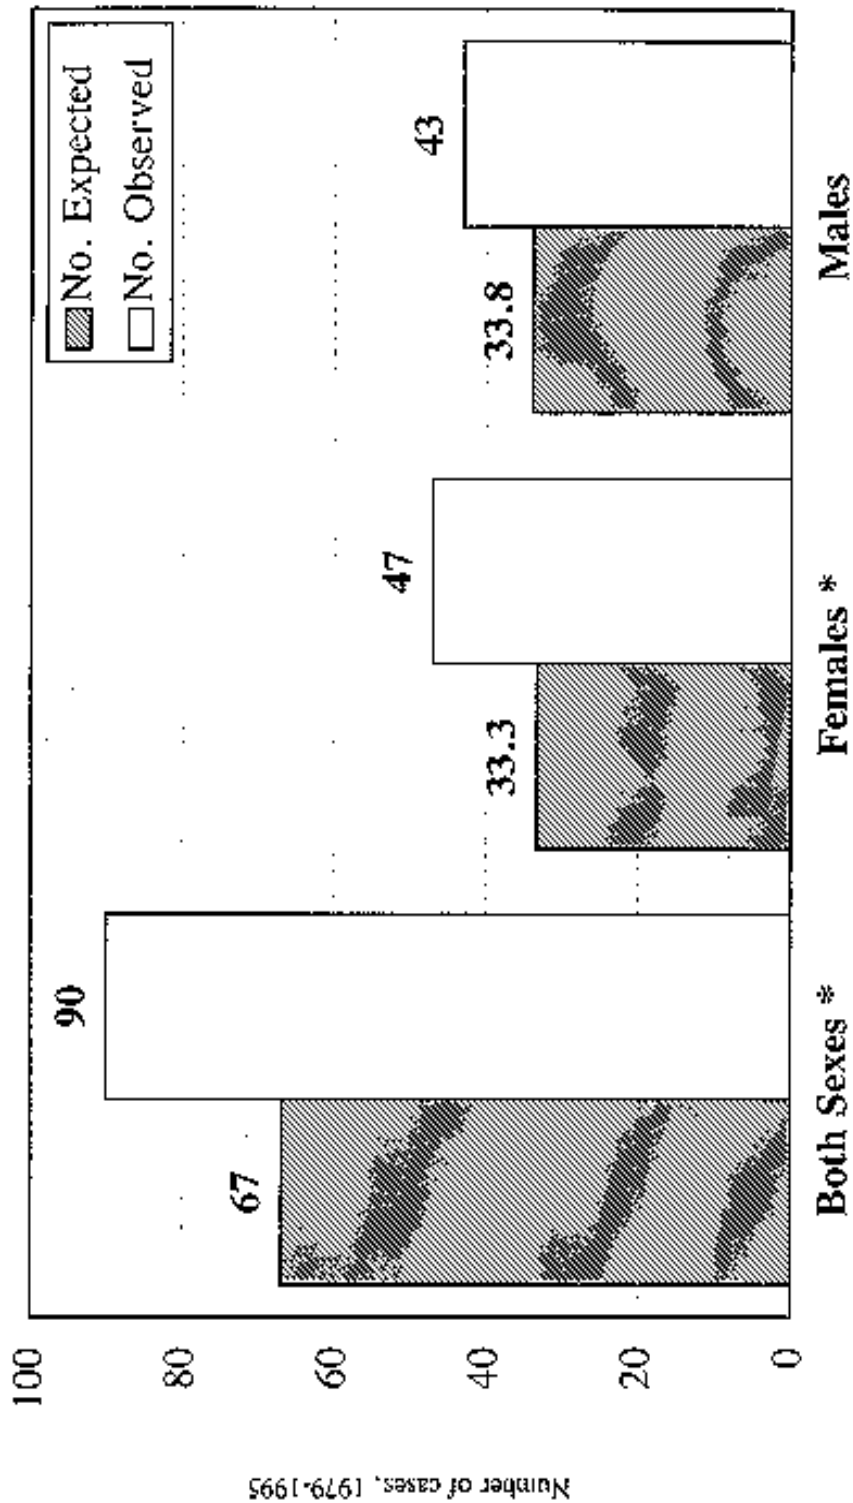 No. Expected
No. Observed
100
80
60
40
20
0
Number of cases, 1979-1995
67
90
33.3
47
33.8
43
Both Sexes *
Females *
Males